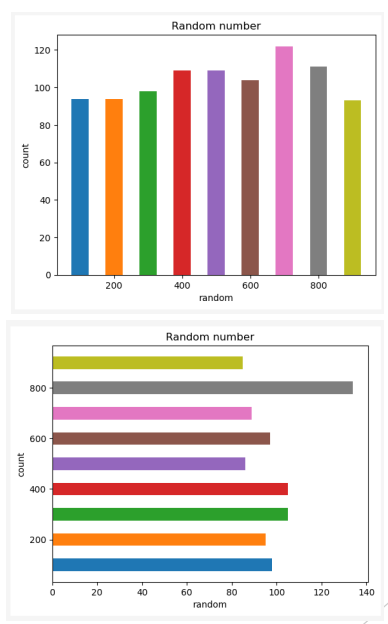 Random number
120
100
80
60
40
20
0
count
200 400 600 800
random
Random number
800
600
400
200
count
0 20 40 60 80 100 120 140
random